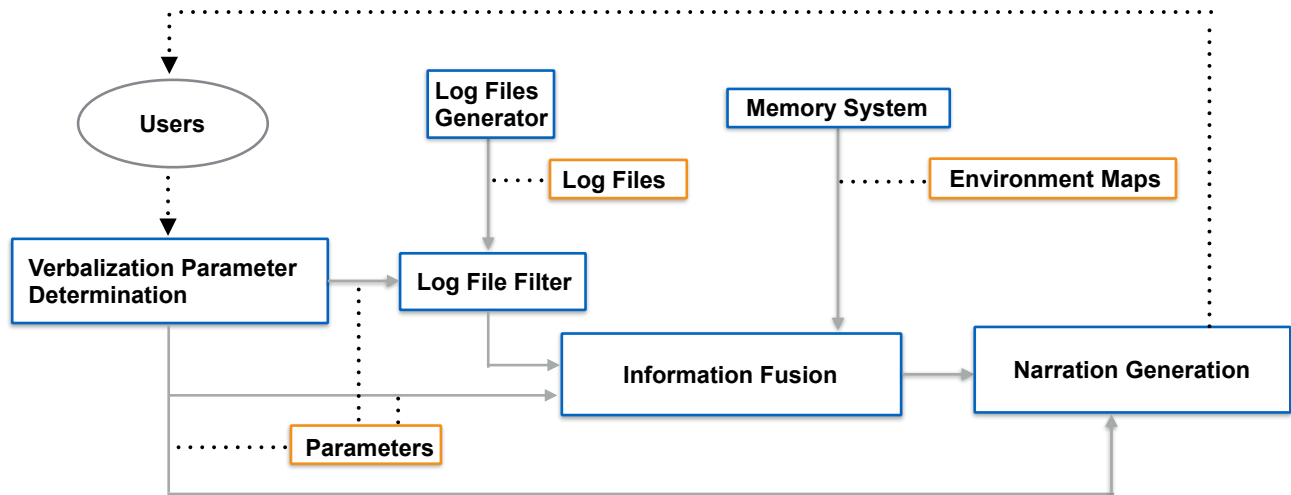 Users
Log Files
Generator
Memory System
Log Files
Environment Maps
Verbalization Parameter
Determination
Log File Filter
Information Fusion
Narration Generation
Parameters